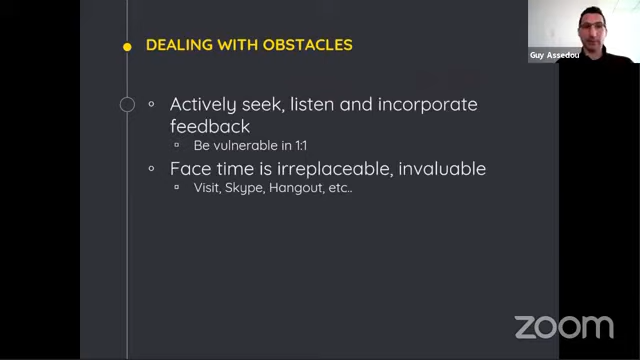 DEALING WITH OBSTACLES
Guy Assedou
Actively seek, listen and incorporate
feedback
Be vulnerable in 1:1
Face time is irreplaceable, invaluable
Visit, Skype, Hangout, etc..
zoom